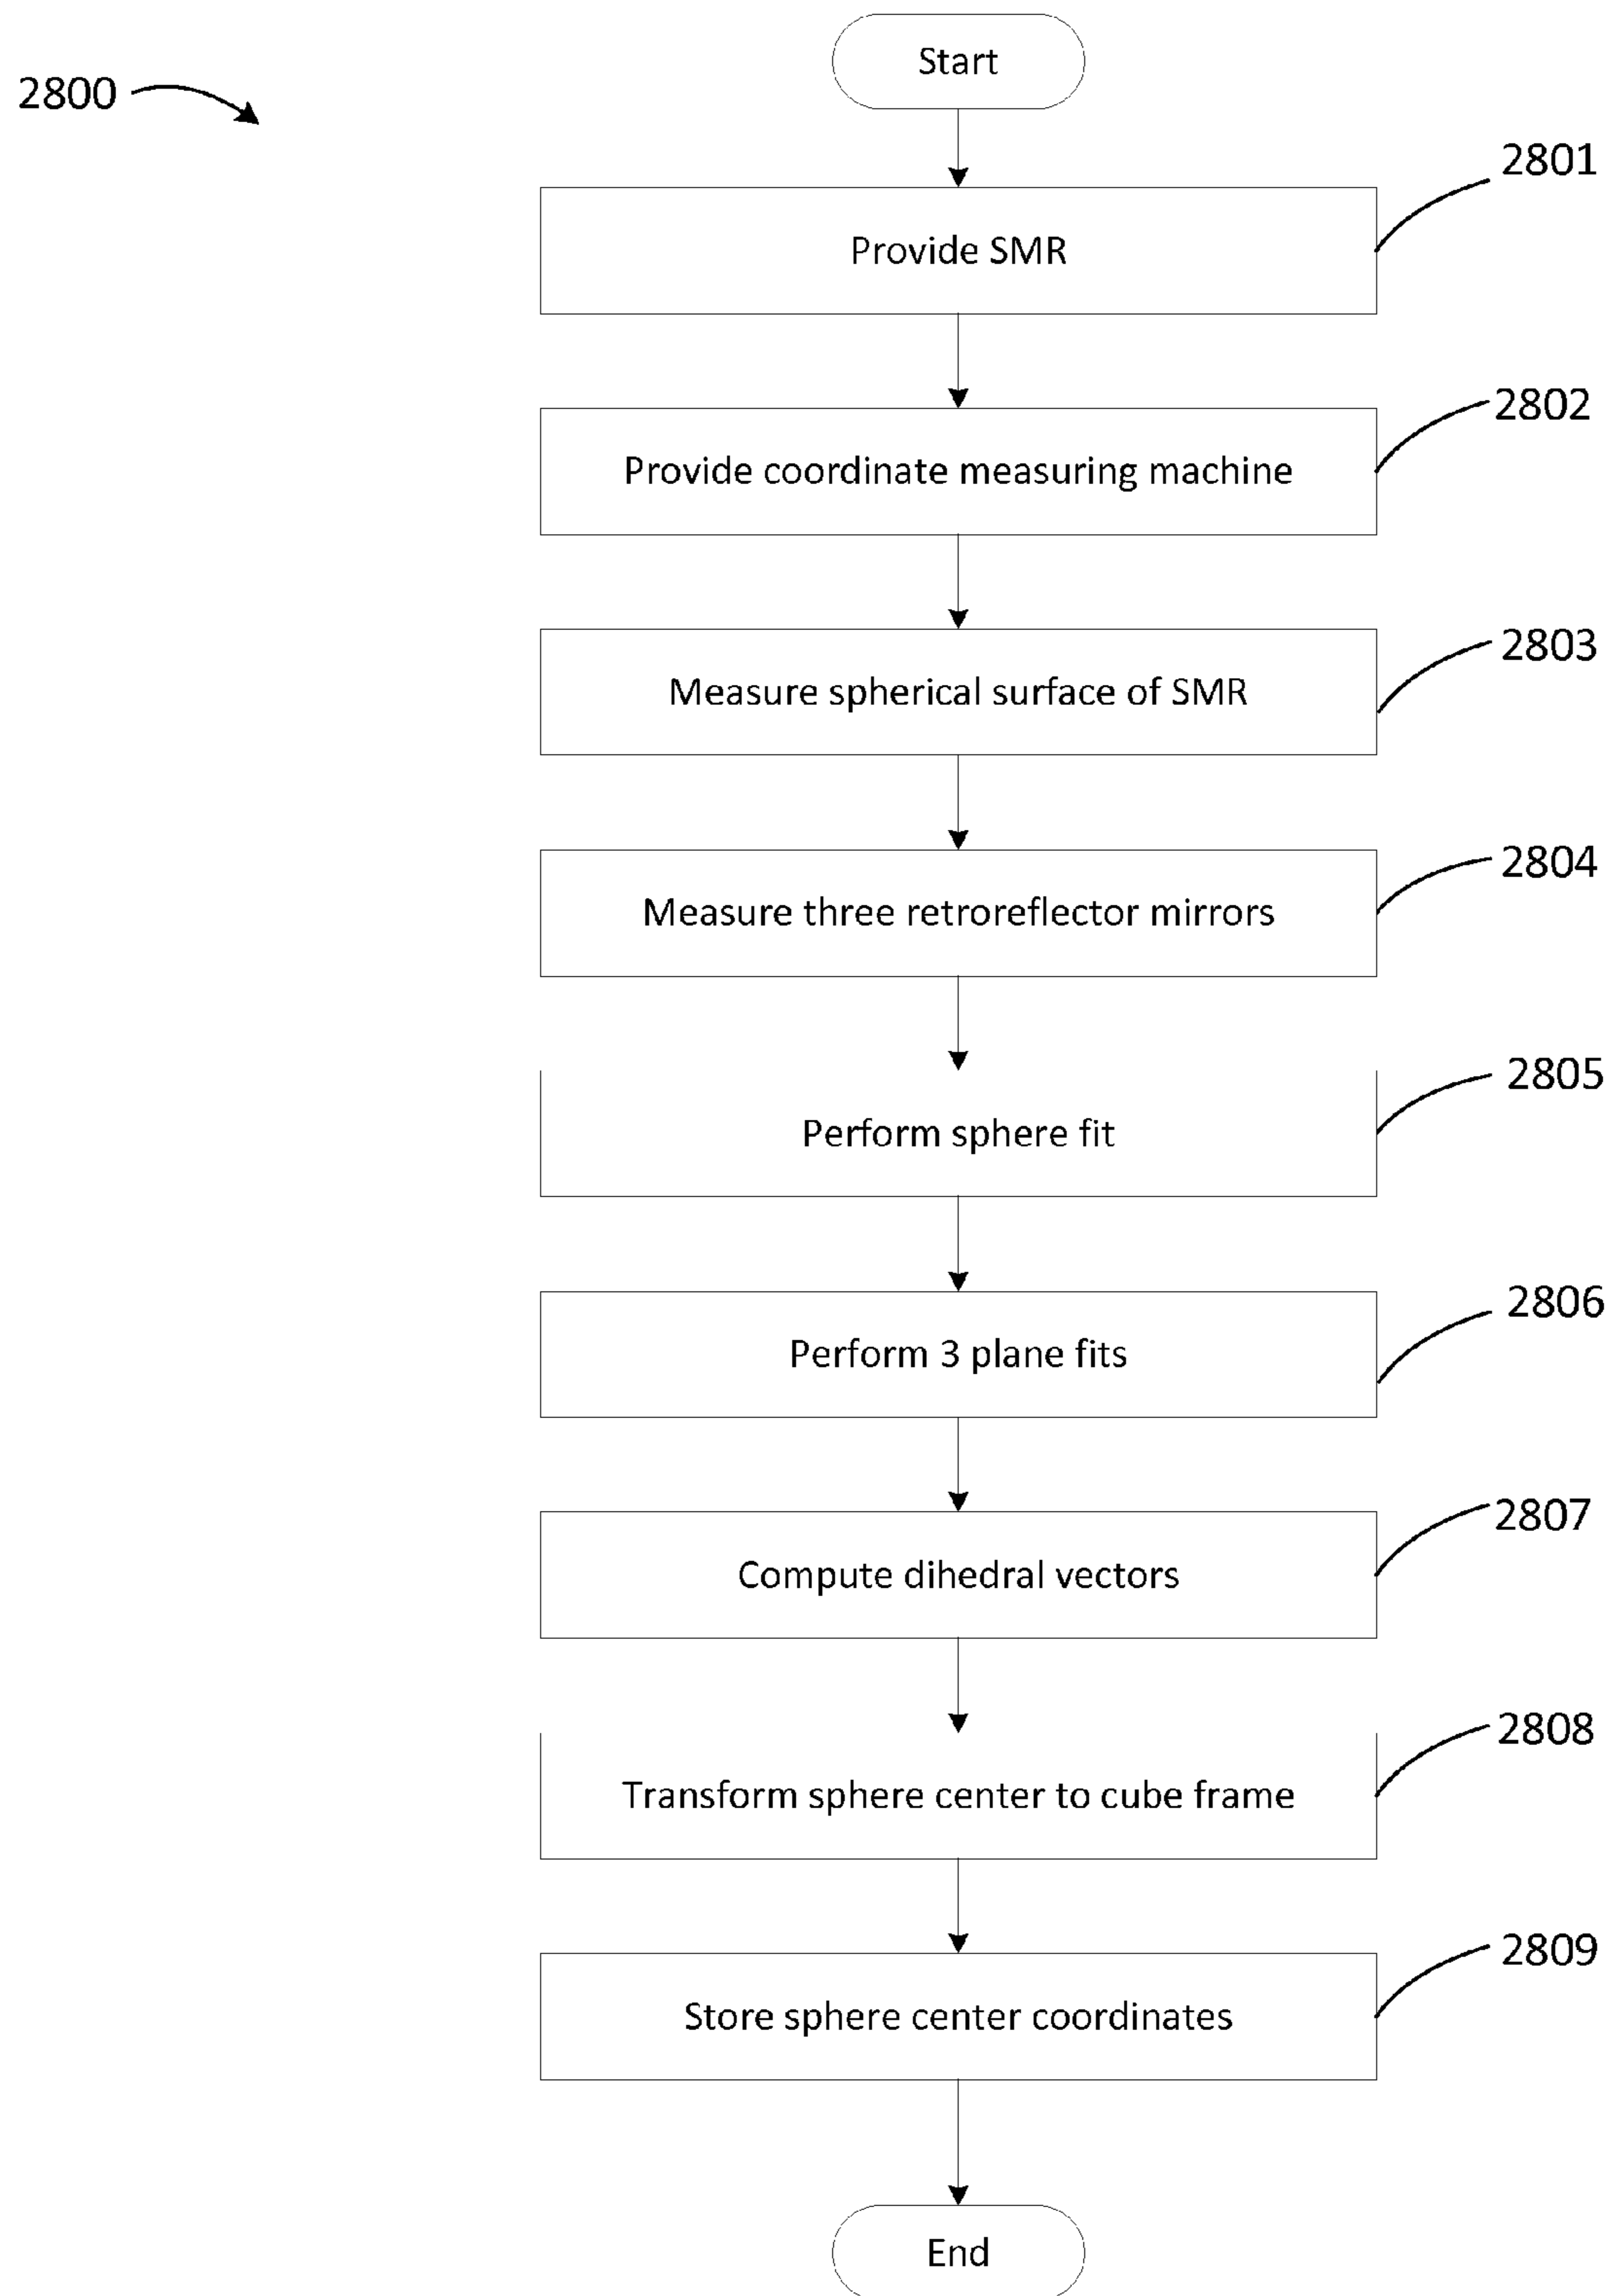 Start
2800
2801
Provide SMR
2802
Provide coordinate measuring machine
2803
Measure spherical surface of SMR
2804
Measure three retroreflector mirrors
2805
Perform sphere fit
2806
Perform 3 plane fits
2807
Compute dihedral vectors
2808
Transform sphere center to cube frame
2809
Store sphere center coordinates
End